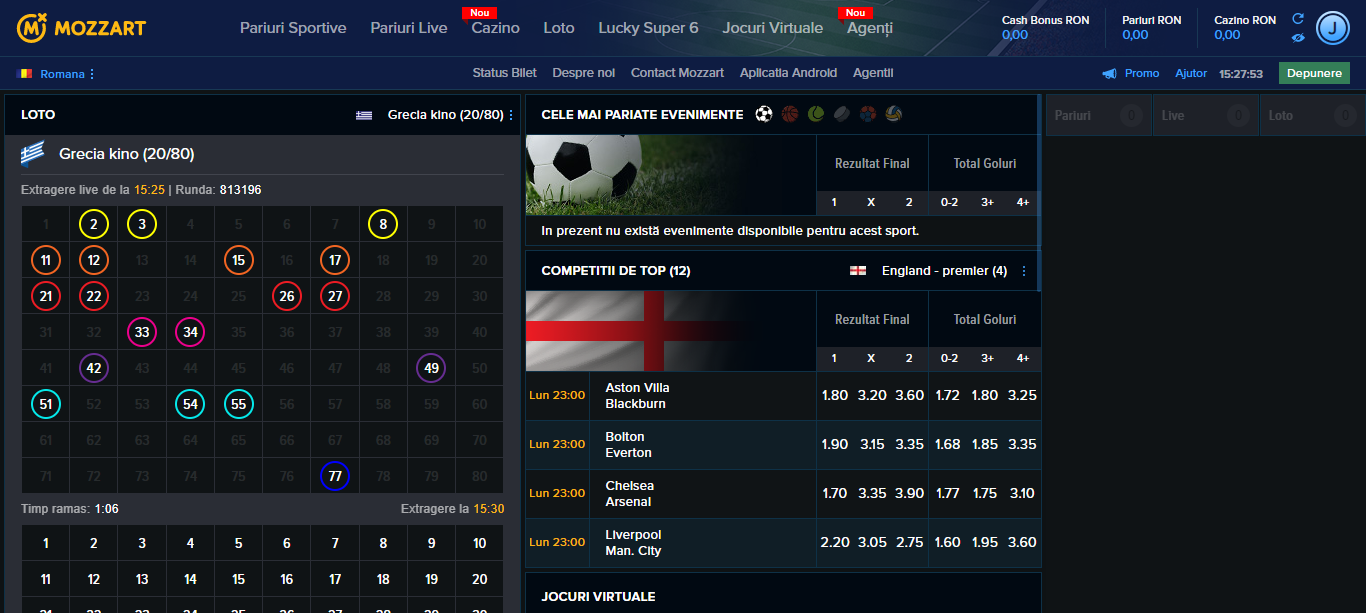 MOZZART
Pariuri Sportive
Pariuri Live
Nou
Cazino
Loto
Lucky Super 6
Jocuri Virtuale
Nou
Agenți
Cash Bonus RON
0,00
Pariuri RON
0,00
Cazino RON
0,00
J
Romana
Status Bilet Despre noi Contact Mozzart Aplicatia Android Agentii
Promo Ajutor 15:27:53 Depunere
LOTO Grecia kino (20/80)
Grecia kino (20/80)
Extragere live de la 15:25 | Runda: 813196
1 2 3 4 5 6 7 8 9 10
11 12 13 14 15 16 17 18 19 20
21 22 23 24 25 26 27 28 29 30
31 32 33 34 35 36 37 38 39 40
41 42 43 44 45 46 47 48 49 50
51 52 53 54 55 56 57 58 59 60
61 62 63 64 65 66 67 68 69 70
71 72 73 74 75 76 77 78 79 80
Timp ramas: 1:06 Extragere la 15:30
1 2 3 4 5 6 7 8 9 10
11 12 13 14 15 16 17 18 19 20
CELE MAI PARIATE EVENIMENTE
Rezultat Final Total Goluri
1 X 2 0-2 3+ 4+
In prezent nu există evenimente disponibile pentru acest sport.
COMPETITII DE TOP (12) England - premier (4)
Rezultat Final Total Goluri
1 X 2 0-2 3+ 4+
Lun 23:00 Aston Villa
Blackburn
1.80 3.20 3.60 1.72 1.80 3.25
Lun 23:00 Bolton
Everton
1.90 3.15 3.35 1.68 1.85 3.35
Lun 23:00 Chelsea
Arsenal
1.70 3.35 3.90 1.77 1.75 3.10
Lun 23:00 Liverpool
Man. City
2.20 3.05 2.75 1.60 1.95 3.60
JOCURI VIRTUALE
Pariuri 0 Live 0 Loto 0